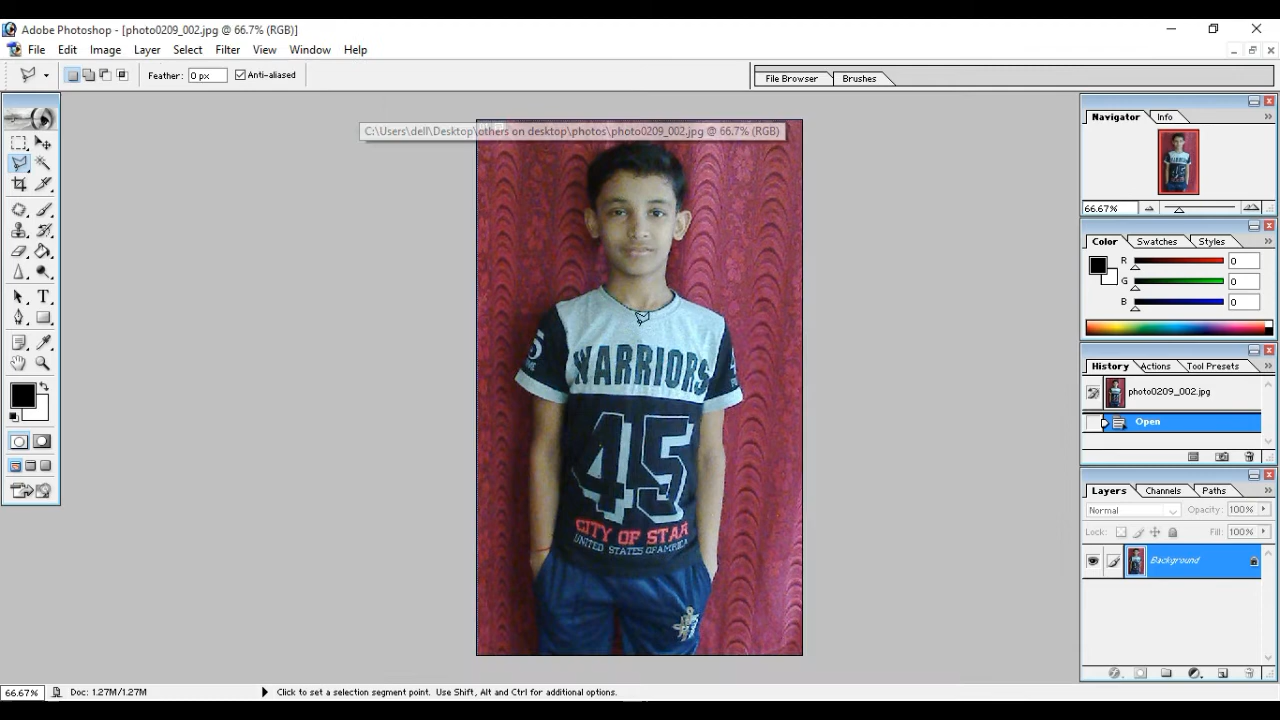 Adobe Photoshop - [photo0209_002.jpg @ 66.7% (RGB)]
File Edit Image Layer Select Filter View Window Help
Feather: 0 px Anti-aliased File Browser Brushes
C:\Users\dell\Desktop\others on desktop\photos\photo0209_002.jpg @ 66.7% (RGB)
Navigator Info
66.67%
Color Swatches Styles
R 0
G 0
B 0
WARRIORS
45
CITY OF STAR
UNITED STATES OFAMRICA
History Actions Tool Presets
photo0209_002.jpg
Open
Layers Channels Paths
Normal Opacity: 100%
Lock: Fill: 100%
Background
66.67% Doc: 1.27M/1.27M Click to set a selection segment point. Use Shift, Alt and Ctrl for additional options.